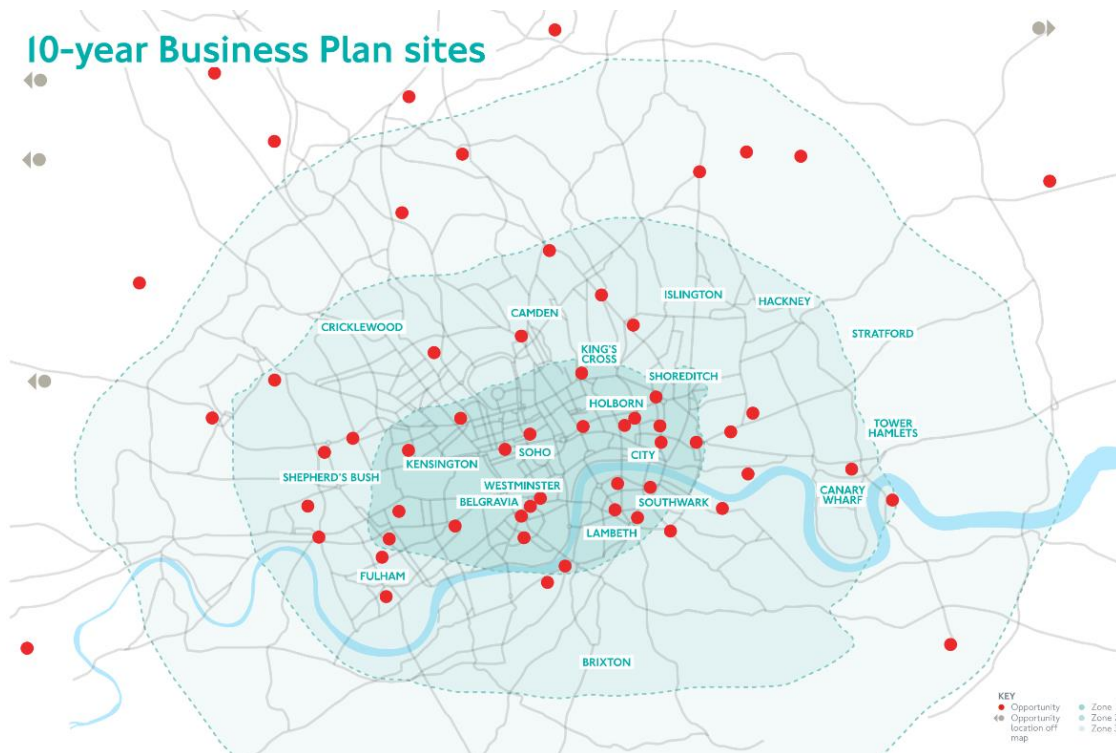 10-year Business Plan sites
ISLINGTON
HACKNEY
CAMDEN
CRICKLEWOOD
STRATFORD
KING'S
CROSS
SHOREDITCH
HOLBORN
TOWER
HAMLETS
SOHO
CITY
KENSINGTON
SHEPHERD'S BUSH
WESTMINSTER
CANARY
WHARF
BELGRAVIA
SOUTHWARK
LAMBETH
FULHAM
BRIXTON
KEY
Opportunity
Opportunity
location off
map
Zone
Zone
Zone